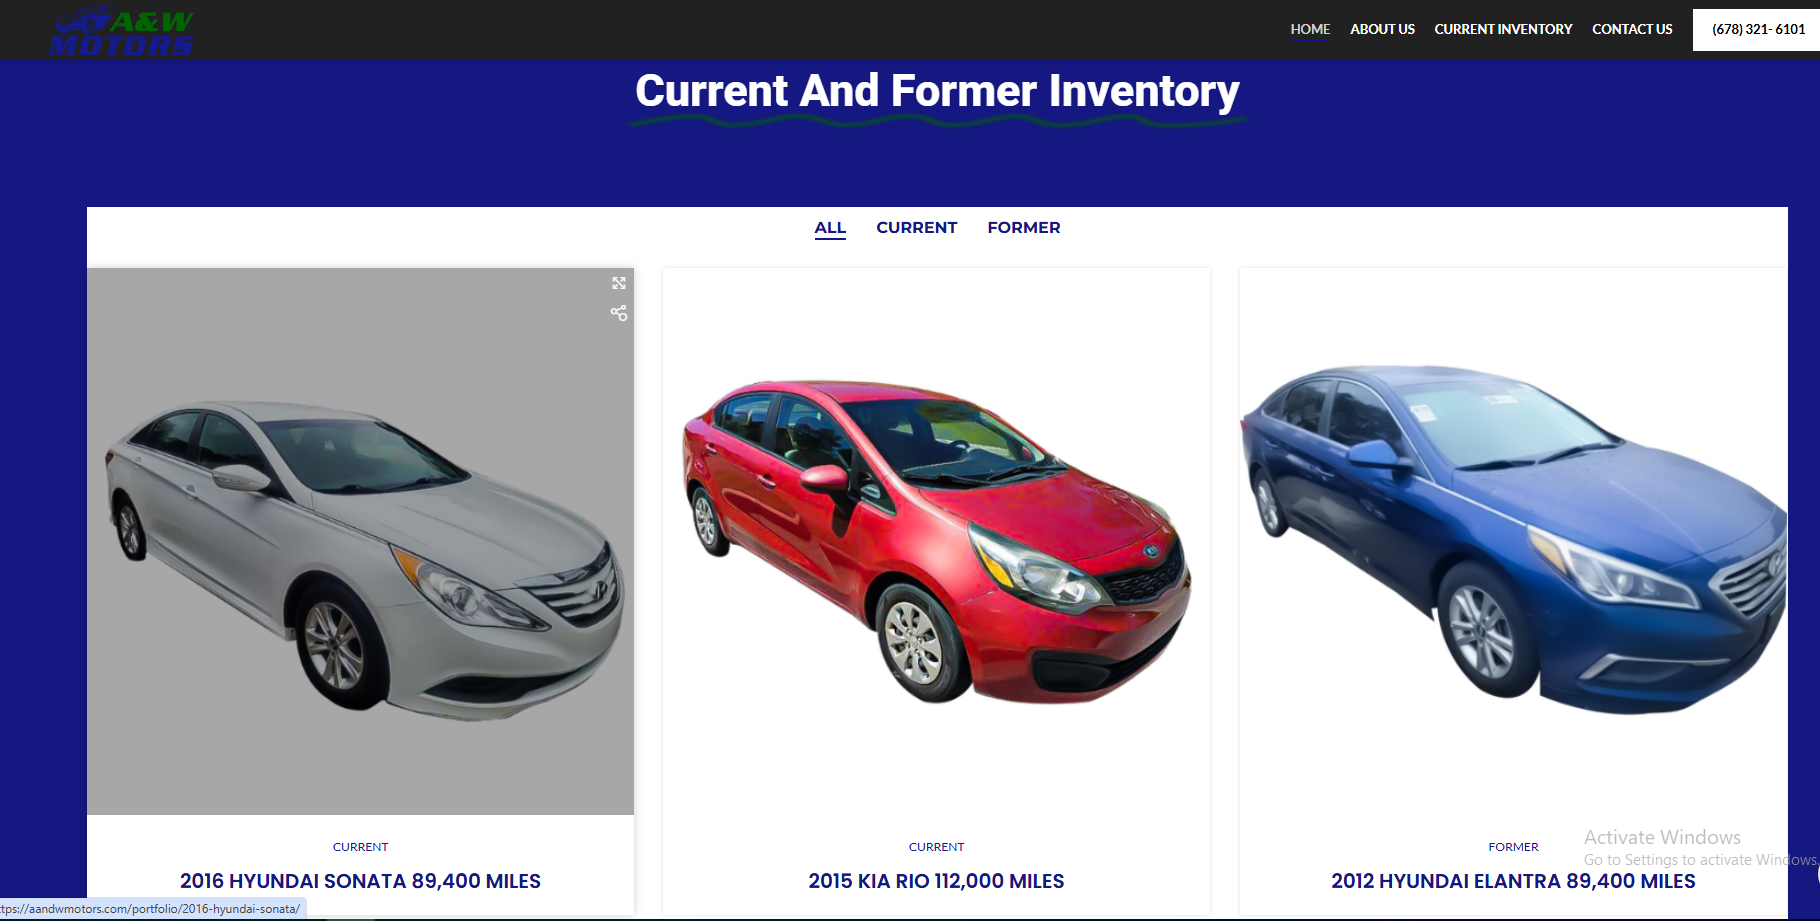 A&W
MOTORS
HOME ABOUT US CURRENT INVENTORY CONTACT US (678) 321- 6101
Current And Former Inventory
ALL CURRENT FORMER
CURRENT
2016 HYUNDAI SONATA 89,400 MILES
CURRENT
2015 KIA RIO 112,000 MILES
FORMER
2012 HYUNDAI ELANTRA 89,400 MILES
Activate Windows
Go to Settings to activate Windows.
ttps://aandwmotors.com/portfolio/2016-hyundai-sonata/